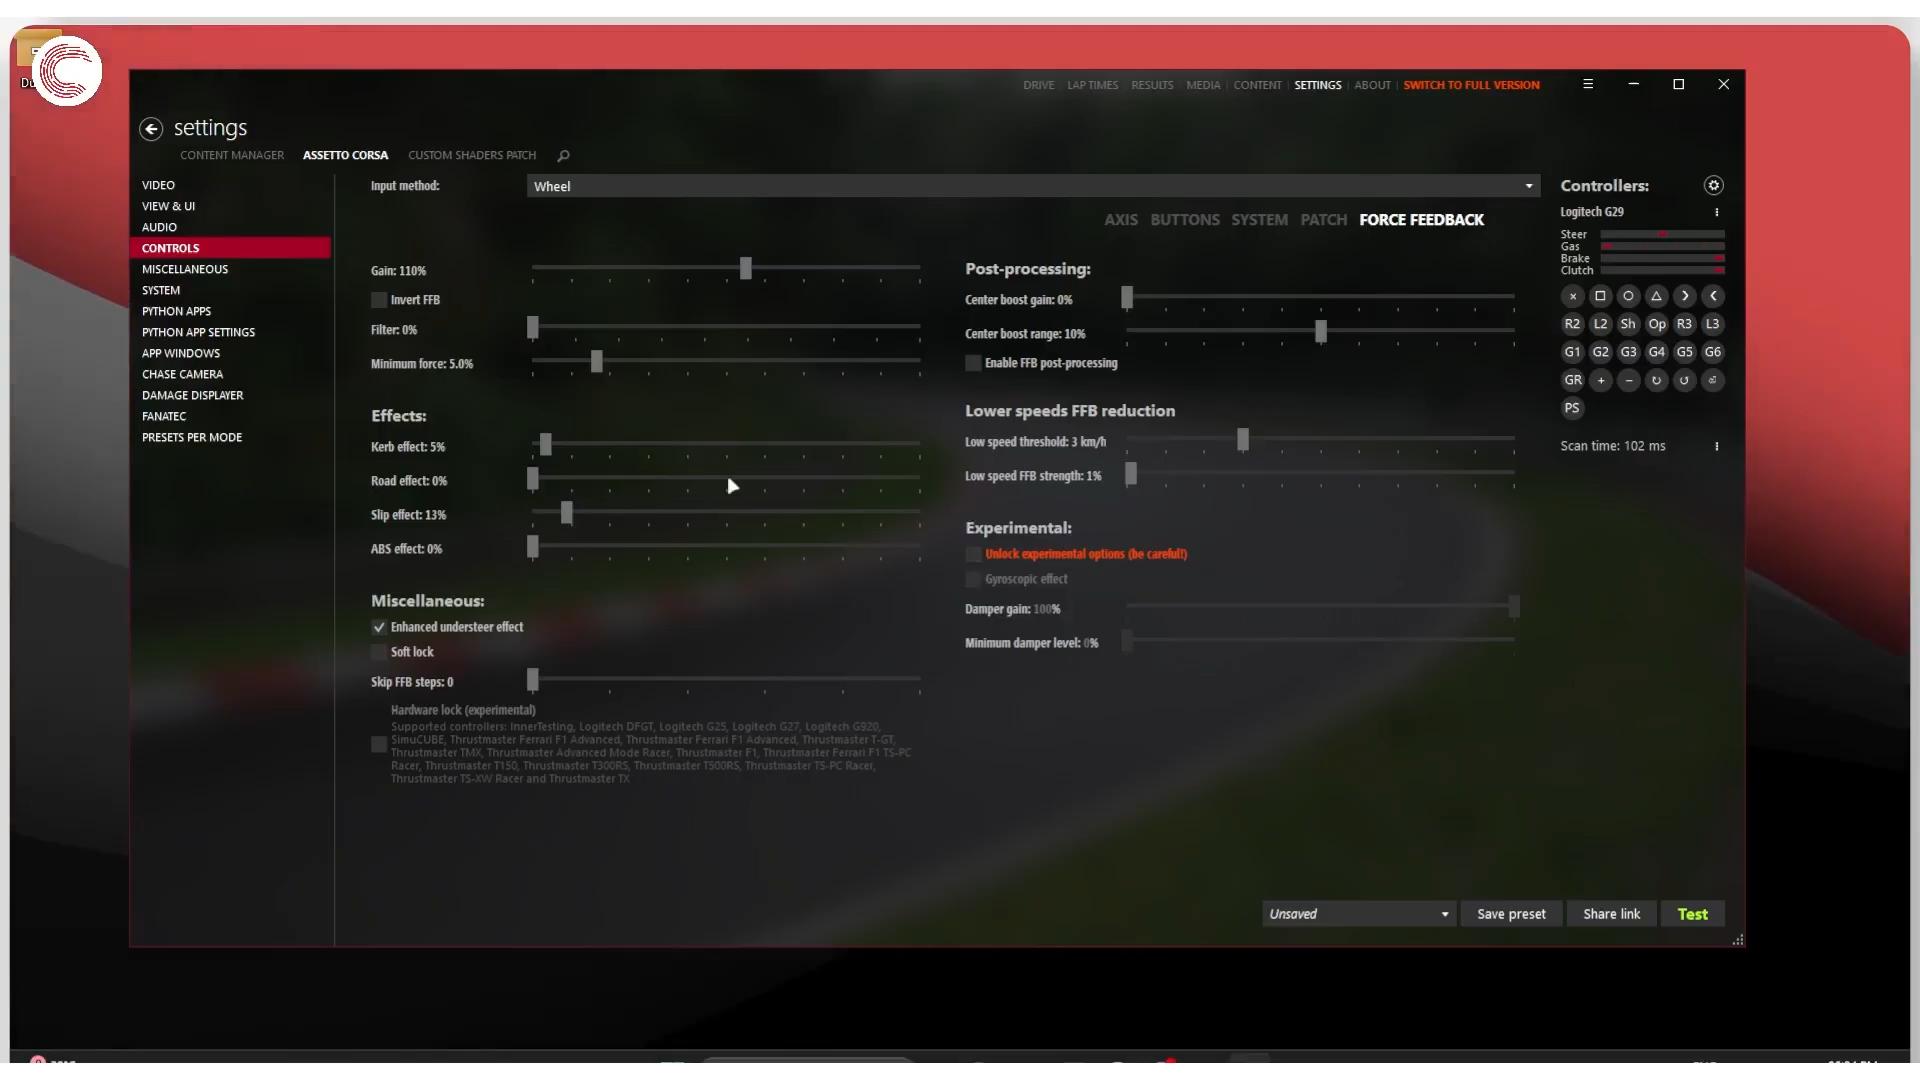 DRIVE | LAP TIMES | RESULTS | MEDIA | CONTENT | SETTINGS | ABOUT | SWITCH TO FULL VERSION
settings
CONTENT MANAGER ASSETTO CORSA CUSTOM SHADERS PATCH
VIDEO
VIEW & UI
AUDIO
CONTROLS
MISCELLANEOUS
SYSTEM
PYTHON APPS
PYTHON APP SETTINGS
APP WINDOWS
CHASE CAMERA
DAMAGE DISPLAYER
FANATEC
PRESETS PER MODE
Input method: Wheel
AXIS BUTTONS SYSTEM PATCH FORCE FEEDBACK
Gain: 110%
Invert FFB
Filter: 0%
Minimum force: 5.0%
Effects:
Kerb effect: 5%
Road effect: 0%
Slip effect: 13%
ABS effect: 0%
Miscellaneous:
Enhanced understeer effect
Soft lock
Skip FFB steps: 0
Hardware lock (experimental)
Supported controllers: InnerTesting, Logitech DFGT, Logitech G25, Logitech G27, Logitech G920,
SimuCUBE, Thrustmaster Ferrari F1 Advanced, Thrustmaster Ferrari F1 Advanced, Thrustmaster T-GT,
Thrustmaster TMX, Thrustmaster Advanced Mode Racer, Thrustmaster F1, Thrustmaster Ferrari F1 TS-PC
Racer, Thrustmaster T150, Thrustmaster T300RS, Thrustmaster T500RS, Thrustmaster TS-PC Racer,
Thrustmaster TS-XW Racer and Thrustmaster TX
Post-processing:
Center boost gain: 0%
Center boost range: 10%
Enable FFB post-processing
Lower speeds FFB reduction
Low speed threshold: 3 km/h
Low speed FFB strength: 1%
Experimental:
Unlock experimental options (be careful!)
Gyroscopic effect
Damper gain: 100%
Minimum damper level: 0%
Controllers:
Logitech G29
Steer
Gas
Brake
Clutch
R2 L2 Sh Op R3 L3
G1 G2 G3 G4 G5 G6
GR + −
PS
Scan time: 102 ms
Unsaved Save preset Share link Test